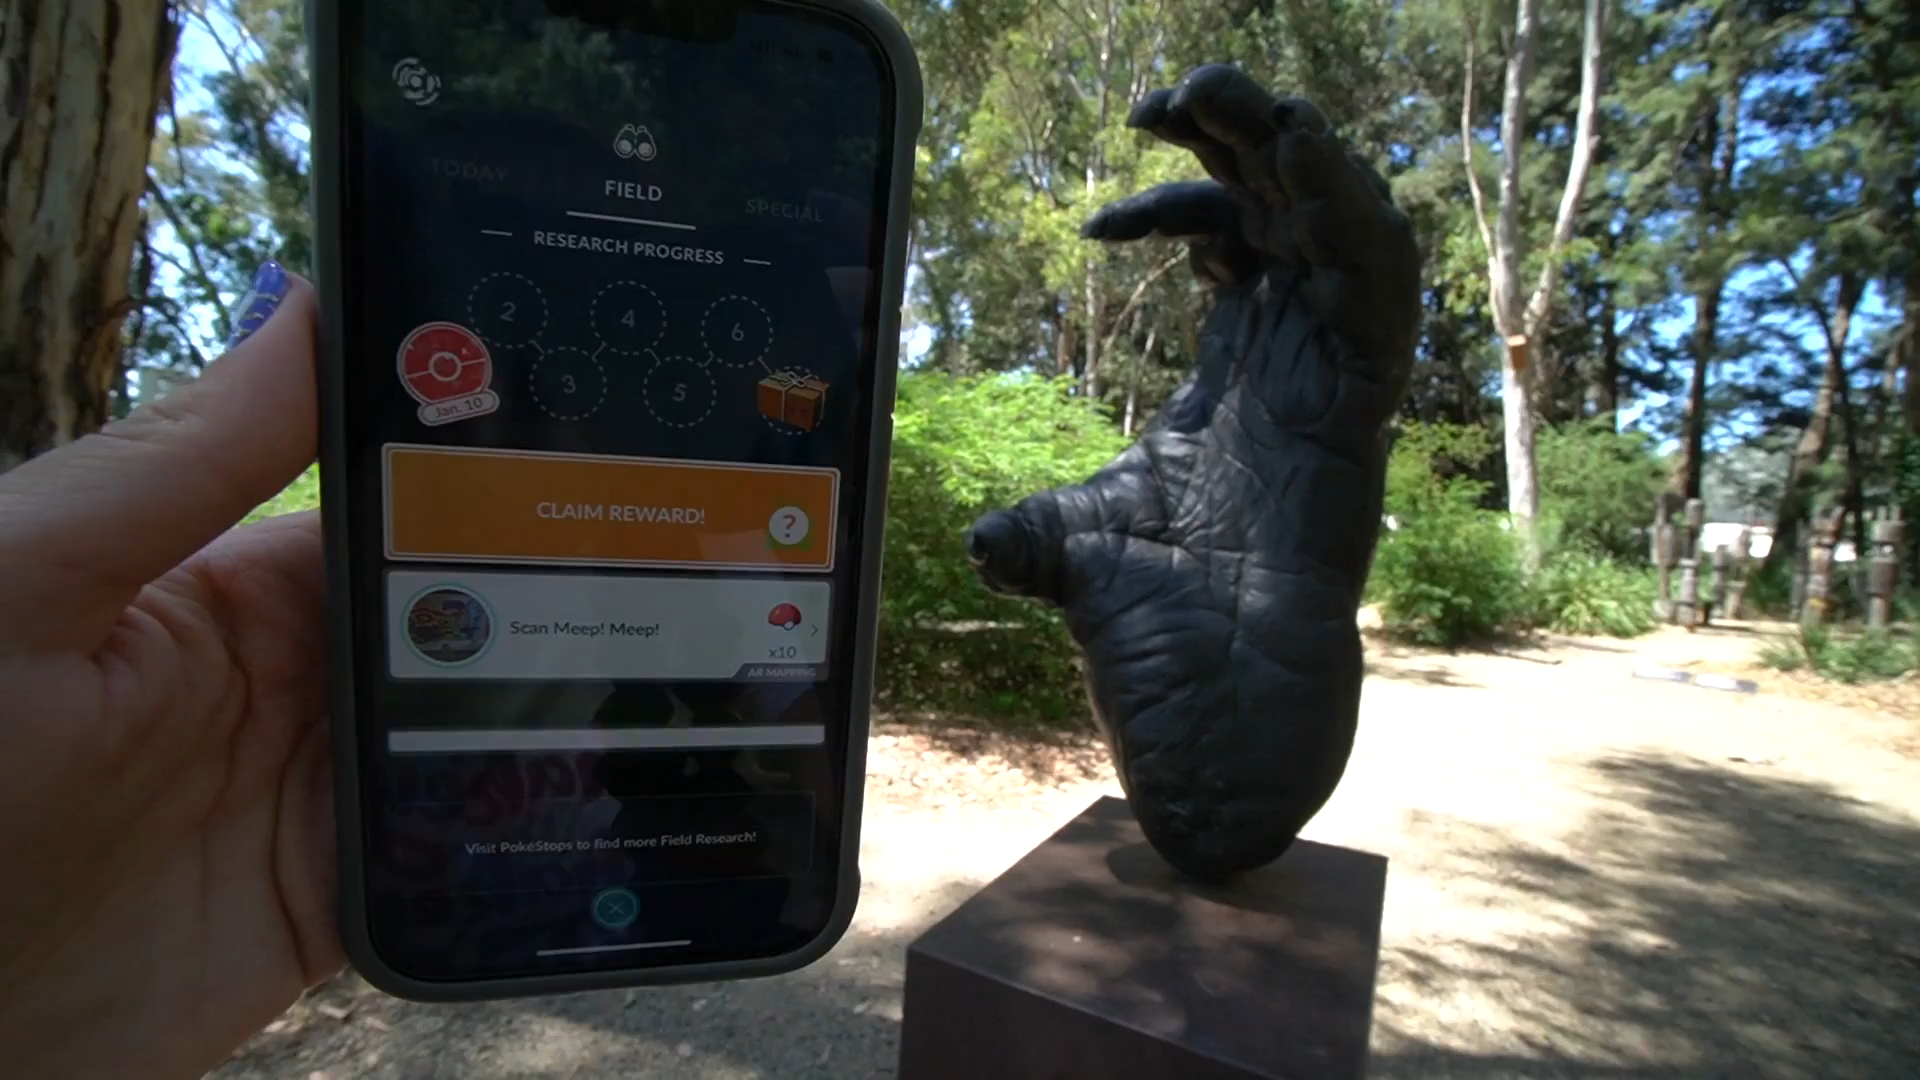 TODAY
FIELD
SPECIAL
RESEARCH PROGRESS
2
4
6
3
5
Jan. 10
CLAIM REWARD!
?
Scan Meep! Meep!
x10
AR MAPPING
Visit PokéStops to find more Field Research!